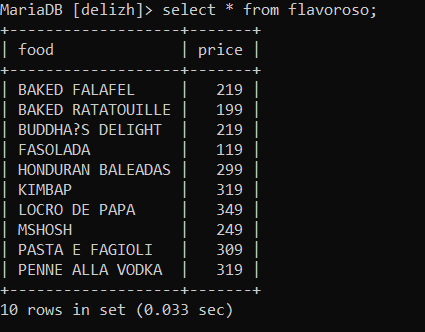 MariaDB [delizh]> select * from flavoroso;
+-------------------+-------+
| food              | price |
+-------------------+-------+
| BAKED FALAFEL     |   219 |
| BAKED RATATOUILLE |   199 |
| BUDDHA?S DELIGHT  |   219 |
| FASOLADA          |   119 |
| HONDURAN BALEADAS |   299 |
| KIMBAP            |   319 |
| LOCRO DE PAPA     |   349 |
| MSHOSH            |   249 |
| PASTA E FAGIOLI   |   309 |
| PENNE ALLA VODKA  |   319 |
+-------------------+-------+
10 rows in set (0.033 sec)